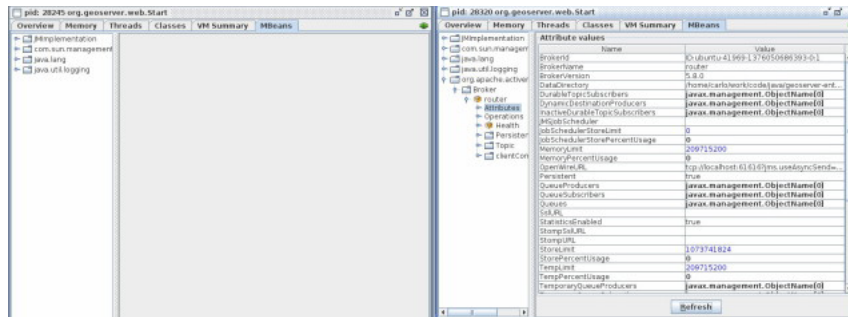 pid: 28245 org.geoserver.web.Start
Overview Memory Threads Classes VM Summary MBeans
JMImplementation
com.sun.management
java.lang
java.util.logging
pid: 28320 org.geoserver.web.Start
Overview Memory Threads Classes VM Summary MBeans
JMImplementation
com.sun.managem
java.lang
java.util.logging
org.apache.activem
Broker
router
Attributes
Operations
Health
Persisten
Topic
clientCon
Attribute values
Name Value
BrokerId ID:ubuntu-41969-1376050686393-0:1
BrokerName router
BrokerVersion 5.8.0
DataDirectory /home/carlo/work/code/java/geoserver-ent...
DurableTopicSubscribers javax.management.ObjectName[0]
DynamicDestinationProducers javax.management.ObjectName[0]
InactiveDurableTopicSubscribers javax.management.ObjectName[0]
JMSJobScheduler
JobSchedulerStoreLimit 0
JobSchedulerStorePercentUsage 0
MemoryLimit 209715200
MemoryPercentUsage 0
OpenWireURL tcp://localhost:61616?jms.useAsyncSend=...
Persistent true
QueueProducers javax.management.ObjectName[0]
QueueSubscribers javax.management.ObjectName[0]
Queues javax.management.ObjectName[0]
SslURL
StatisticsEnabled true
StompSslURL
StompURL
StoreLimit 1073741824
StorePercentUsage 0
TempLimit 209715200
TempPercentUsage 0
TemporaryQueueProducers javax.management.ObjectName[0]
Refresh